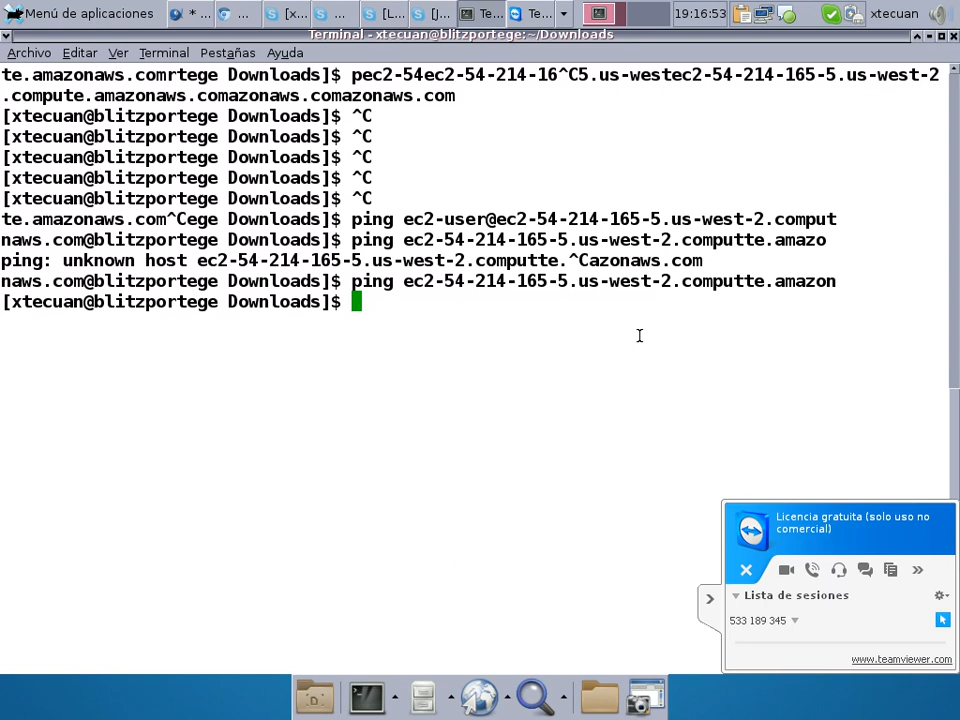 Menú de aplicaciones
* ...
...
[x...
...
[L...
[J...
Te...
Te...
19:16:53
xtecuan
Terminal - xtecuan@blitzportege:~/Downloads
Archivo Editar Ver Terminal Pestañas Ayuda
te.amazonaws.comrtege Downloads]$ pec2-54ec2-54-214-16^C5.us-westec2-54-214-165-5.us-west-2
.compute.amazonaws.comazonaws.comazonaws.com
[xtecuan@blitzportege Downloads]$ ^C
[xtecuan@blitzportege Downloads]$ ^C
[xtecuan@blitzportege Downloads]$ ^C
[xtecuan@blitzportege Downloads]$ ^C
[xtecuan@blitzportege Downloads]$ ^C
te.amazonaws.com^Cege Downloads]$ ping ec2-user@ec2-54-214-165-5.us-west-2.comput
naws.com@blitzportege Downloads]$ ping ec2-54-214-165-5.us-west-2.computte.amazo
ping: unknown host ec2-54-214-165-5.us-west-2.computte.^Cazonaws.com
naws.com@blitzportege Downloads]$ ping ec2-54-214-165-5.us-west-2.computte.amazon
[xtecuan@blitzportege Downloads]$
Licencia gratuita (solo uso no
comercial)
Lista de sesiones
533 189 345
www.teamviewer.com
D